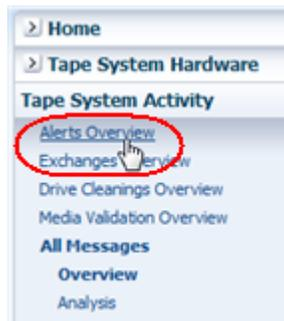 Home
Tape System Hardware
Tape System Activity
Alerts Overview
Exchanges Overview
Drive Cleanings Overview
Media Validation Overview
All Messages
Overview
Analysis